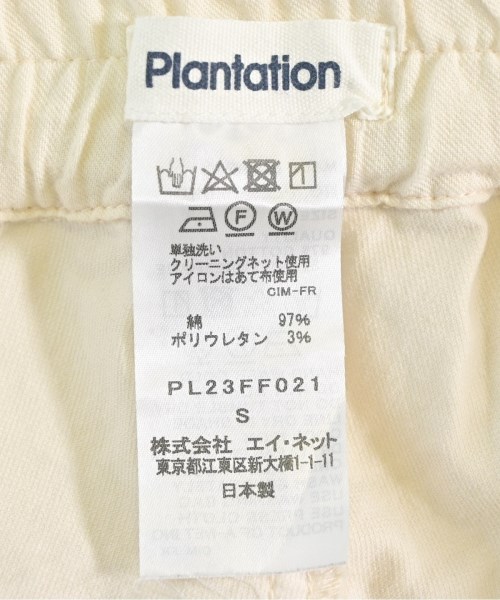 Plantation
F W
単独洗い
クリーニングネット使用
アイロンはあて布使用
CIM-FR
綿 97%
ポリウレタン 3%
PL23FF021
S
株式会社 エイ・ネット
東京都江東区新大橋1-1-11
日本製